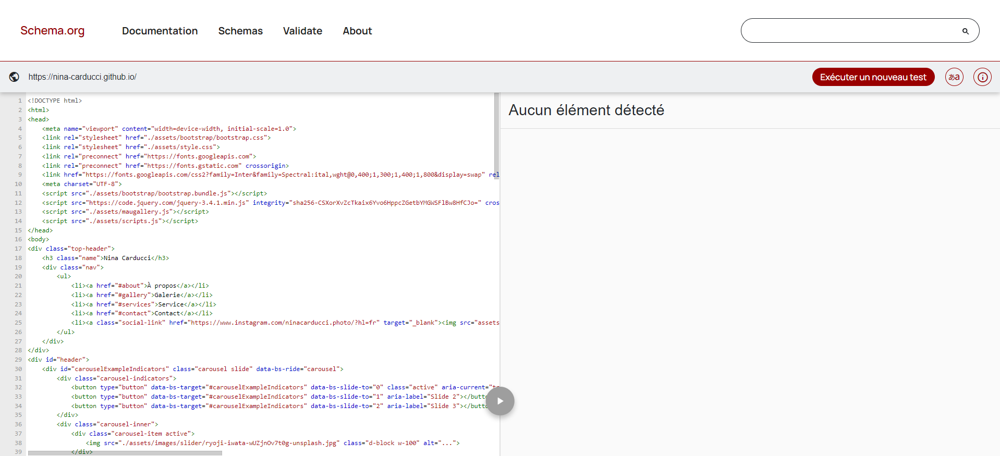 Schema.org
Documentation
Schemas
Validate
About
https://nina-carducci.github.io/
Exécuter un nouveau test
あa
1 <!DOCTYPE html>
2 <html>
3 <head>
4 <meta name="viewport" content="width=device-width, initial-scale=1.0">
5 <link rel="stylesheet" href="./assets/bootstrap/bootstrap.css">
6 <link rel="stylesheet" href="./assets/style.css">
7 <link rel="preconnect" href="https://fonts.googleapis.com">
8 <link rel="preconnect" href="https://fonts.gstatic.com" crossorigin>
9 <link href="https://fonts.googleapis.com/css2?family=Inter&family=Spectral:ital,wght@0,400;1,300;1,400;1,800&display=swap" rel
10 <meta charset="UTF-8">
11 <script src="./assets/bootstrap/bootstrap.bundle.js"></script>
12 <script src="https://code.jquery.com/jquery-3.4.1.min.js" integrity="sha256-CSXorXvZcTkaix6Yvo6HppcZGetbYMGWSFlBw8HfCJo=" cros
13 <script src="./assets/maugallery.js"></script>
14 <script src="./assets/scripts.js"></script>
15 </head>
16 <body>
17 <div class="top-header">
18 <h3 class="name">Nina Carducci</h3>
19 <div class="nav">
20 <ul>
21 <li><a href="#about">À propos</a></li>
22 <li><a href="#gallery">Galerie</a></li>
23 <li><a href="#services">Service</a></li>
24 <li><a href="#contact">Contact</a></li>
25 <li><a class="social-link" href="https://www.instagram.com/ninacarducci.photo/?hl=fr" target="_blank"><img src="assets
26 </ul>
27 </div>
28 </div>
29 <div id="header">
30 <div id="carouselExampleIndicators" class="carousel slide" data-bs-ride="carousel">
31 <div class="carousel-indicators">
32 <button type="button" data-bs-target="#carouselExampleIndicators" data-bs-slide-to="0" class="active" aria-current="tr
33 <button type="button" data-bs-target="#carouselExampleIndicators" data-bs-slide-to="1" aria-label="Slide 2"></butt
34 <button type="button" data-bs-target="#carouselExampleIndicators" data-bs-slide-to="2" aria-label="Slide 3"></butt
35 </div>
36 <div class="carousel-inner">
37 <div class="carousel-item active">
38 <img src="./assets/images/slider/ryoji-iwata-wUZjnOv7t0g-unsplash.jpg" class="d-block w-100" alt="...">
39 </div>
Aucun élément détecté